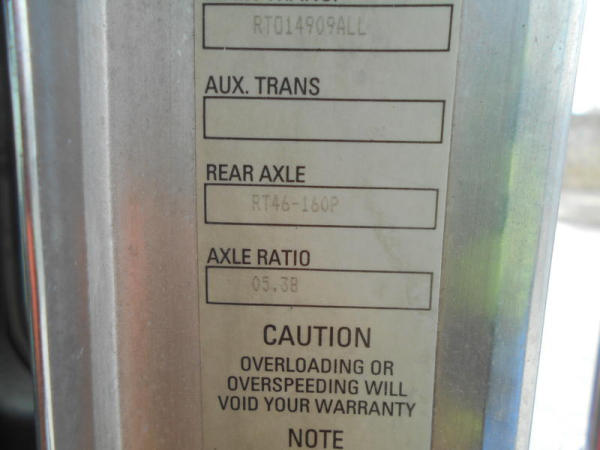 RTO14909ALL
AUX. TRANS
REAR AXLE
RT46-160P
AXLE RATIO
05.38
CAUTION
OVERLOADING OR
OVERSPEEDING WILL
VOID YOUR WARRANTY
NOTE